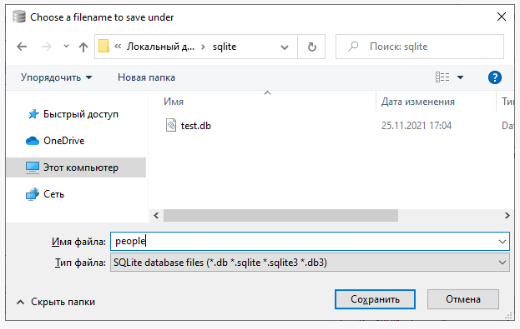 Choose a filename to save under
« Локальный д... > sqlite
Поиск: sqlite
Упорядочить
Новая папка
?
Имя
Дата изменения
Тип
Быстрый доступ
test.db
25.11.2021 17:04
Data
OneDrive
Этот компьютер
Сеть
Имя файла: people
Тип файла: SQLite database files (*.db *.sqlite *.sqlite3 *.db3)
Скрыть папки
Сохранить
Отмена